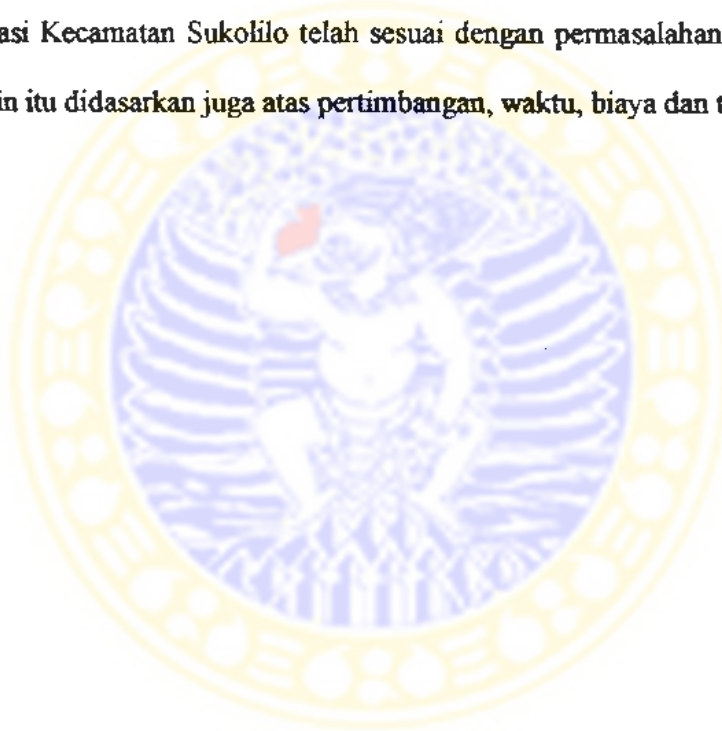 asi Kecamatan Sukolilo telah sesuai dengan permasalahan
in itu didasarkan juga atas pertimbangan, waktu, biaya dan t